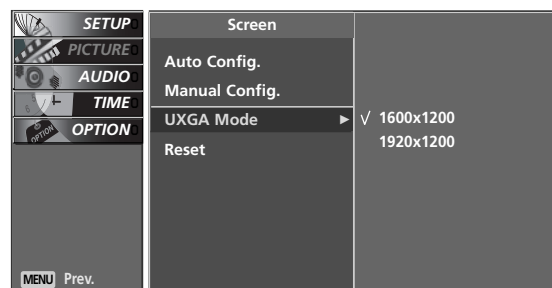 SETUP
PICTURE
AUDIO
TIME
OPTION
MENU Prev.
Screen
Auto Config.
Manual Config.
UXGA Mode ►
Reset
√ 1600x1200
1920x1200